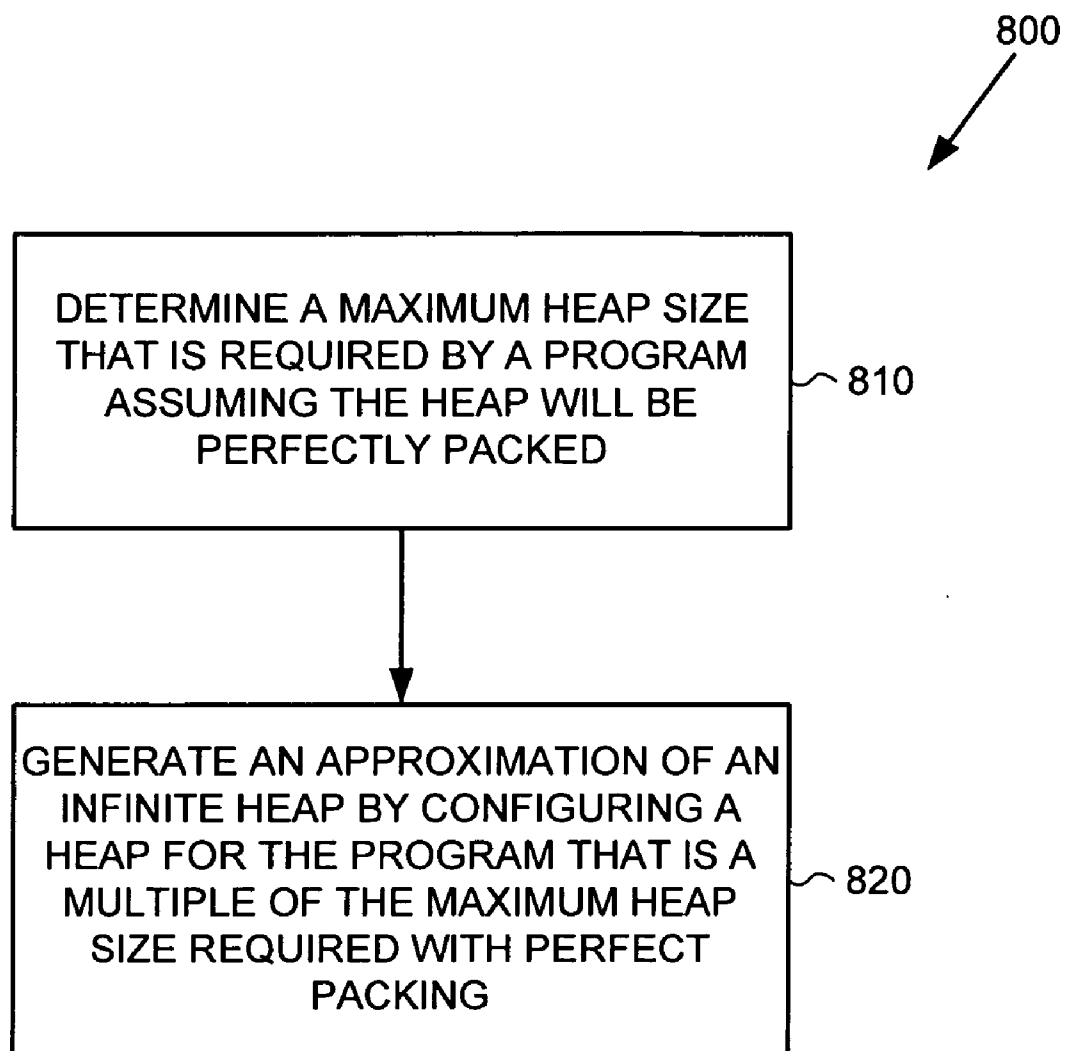 800
DETERMINE A MAXIMUM HEAP SIZE
THAT IS REQUIRED BY A PROGRAM
ASSUMING THE HEAP WILL BE
PERFECTLY PACKED
810
GENERATE AN APPROXIMATION OF AN
INFINITE HEAP BY CONFIGURING A
HEAP FOR THE PROGRAM THAT IS A
MULTIPLE OF THE MAXIMUM HEAP
SIZE REQUIRED WITH PERFECT
PACKING
820